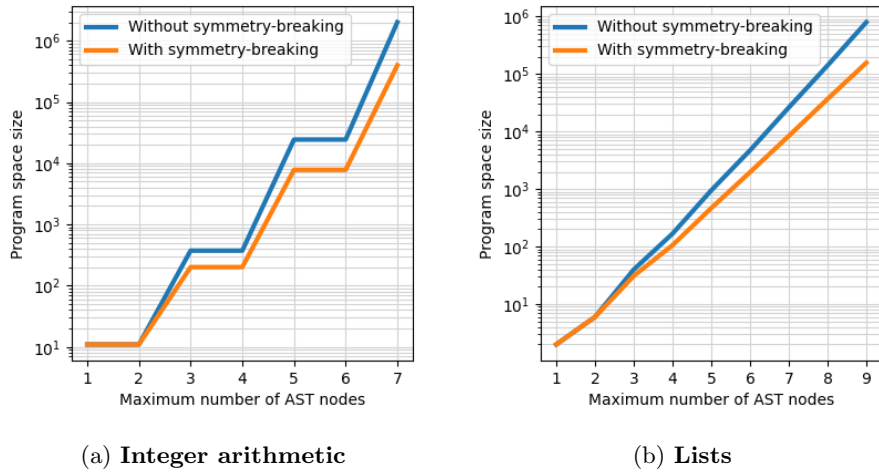 Without symmetry-breaking
With symmetry-breaking
Program space size
10^6
10^5
10^4
10^3
10^2
10^1
1 2 3 4 5 6 7
Maximum number of AST nodes
(a) Integer arithmetic
Without symmetry-breaking
With symmetry-breaking
Program space size
10^6
10^5
10^4
10^3
10^2
10^1
1 2 3 4 5 6 7 8 9
Maximum number of AST nodes
(b) Lists